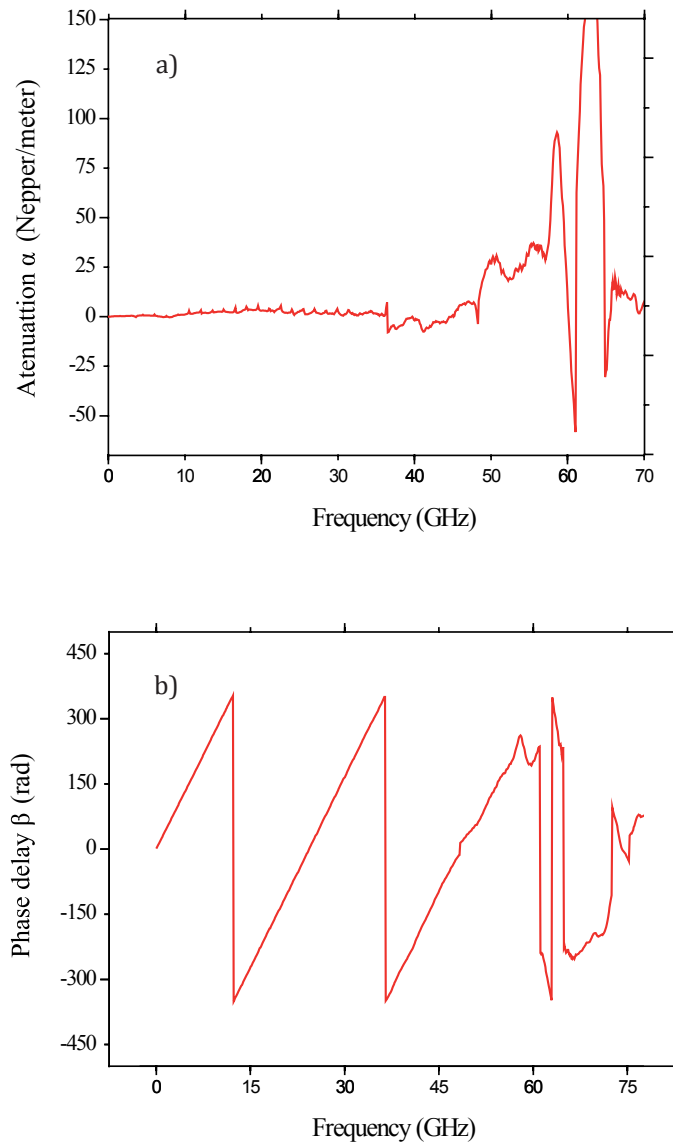 a)
150
125
100
75
50
25
0
-25
-50
Atenuattion α (Nepper/meter)
0 10 20 30 40 50 60 70
Frequency (GHz)
b)
450
300
150
0
-150
-300
-450
Phase delay β (rad)
0 15 30 45 60 75
Frequency (GHz)